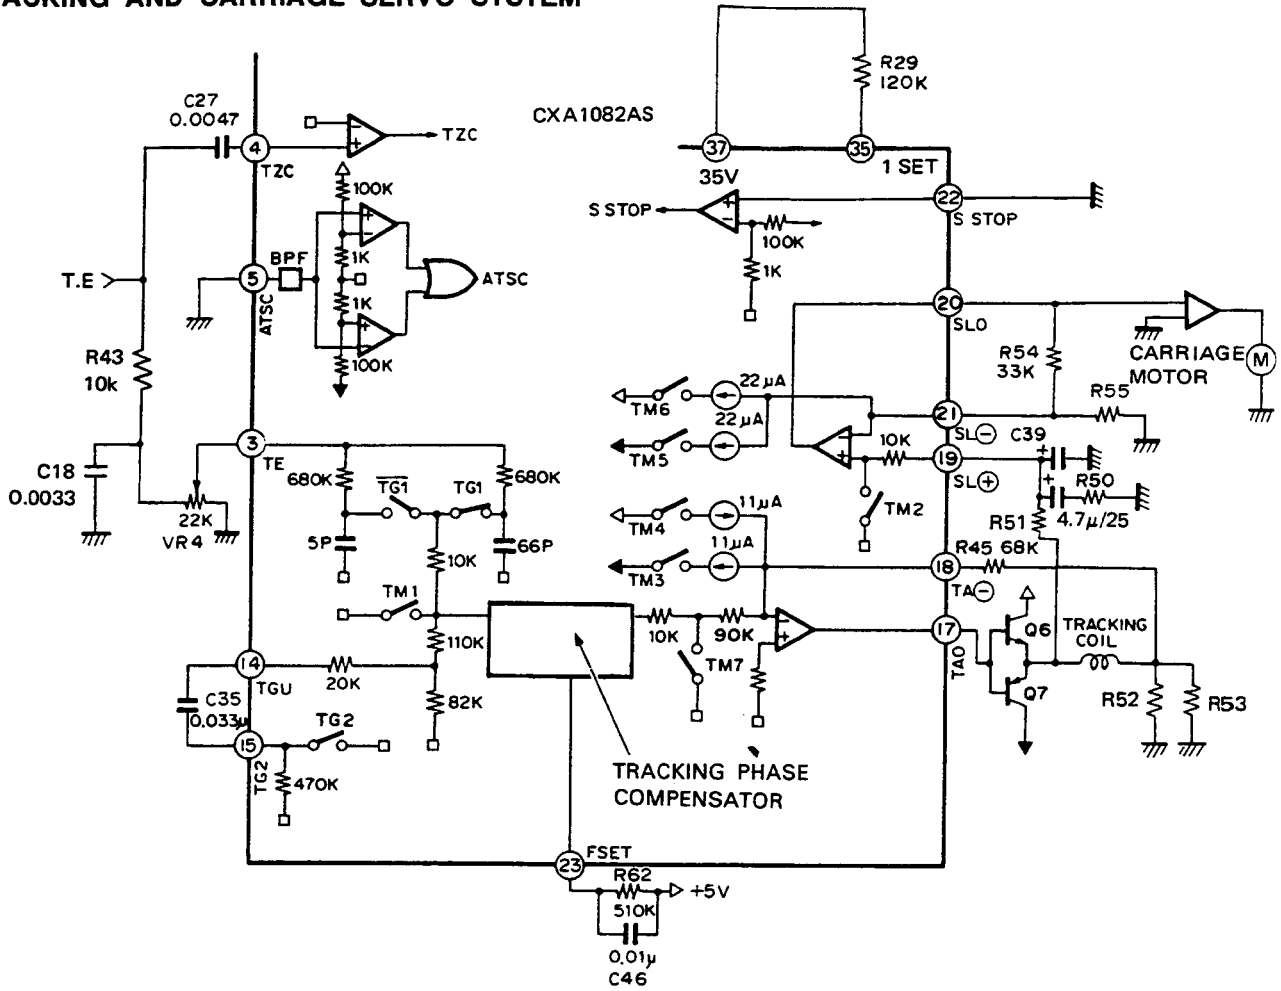 ACKING AND CARRIAGE SERVO SYSTEM
C27
0.0047
4
TZC
TZC
100K
1K
1K
100K
T.E
5
BPF
ATSC
ATSC
R43
10k
C18
0.0033
3
TE
22K
VR4
680K
680K
TG1
TG1
5P
66P
10K
TM1
110K
20K
82K
14
TGU
C35
0.033μ
TG2
15
TG2
470K
CXA1082AS
R29
120K
37
35V
35
1 SET
22
S STOP
S STOP
100K
1K
20
SLO
R54
33K
CARRIAGE
MOTOR
M
22μA
TM6
22μA
TM5
21
SL⊖
R55
10K
19
SL⊕
C39
R50
4.7μ/25
R51
TM2
11μA
TM4
11μA
TM3
18
TA⊖
R45 68K
17
TAO
10K
90K
TM7
Q6
Q7
TRACKING
COIL
R52
R53
TRACKING PHASE
COMPENSATOR
23
FSET
R62
510K
+5V
0.01μ
C46